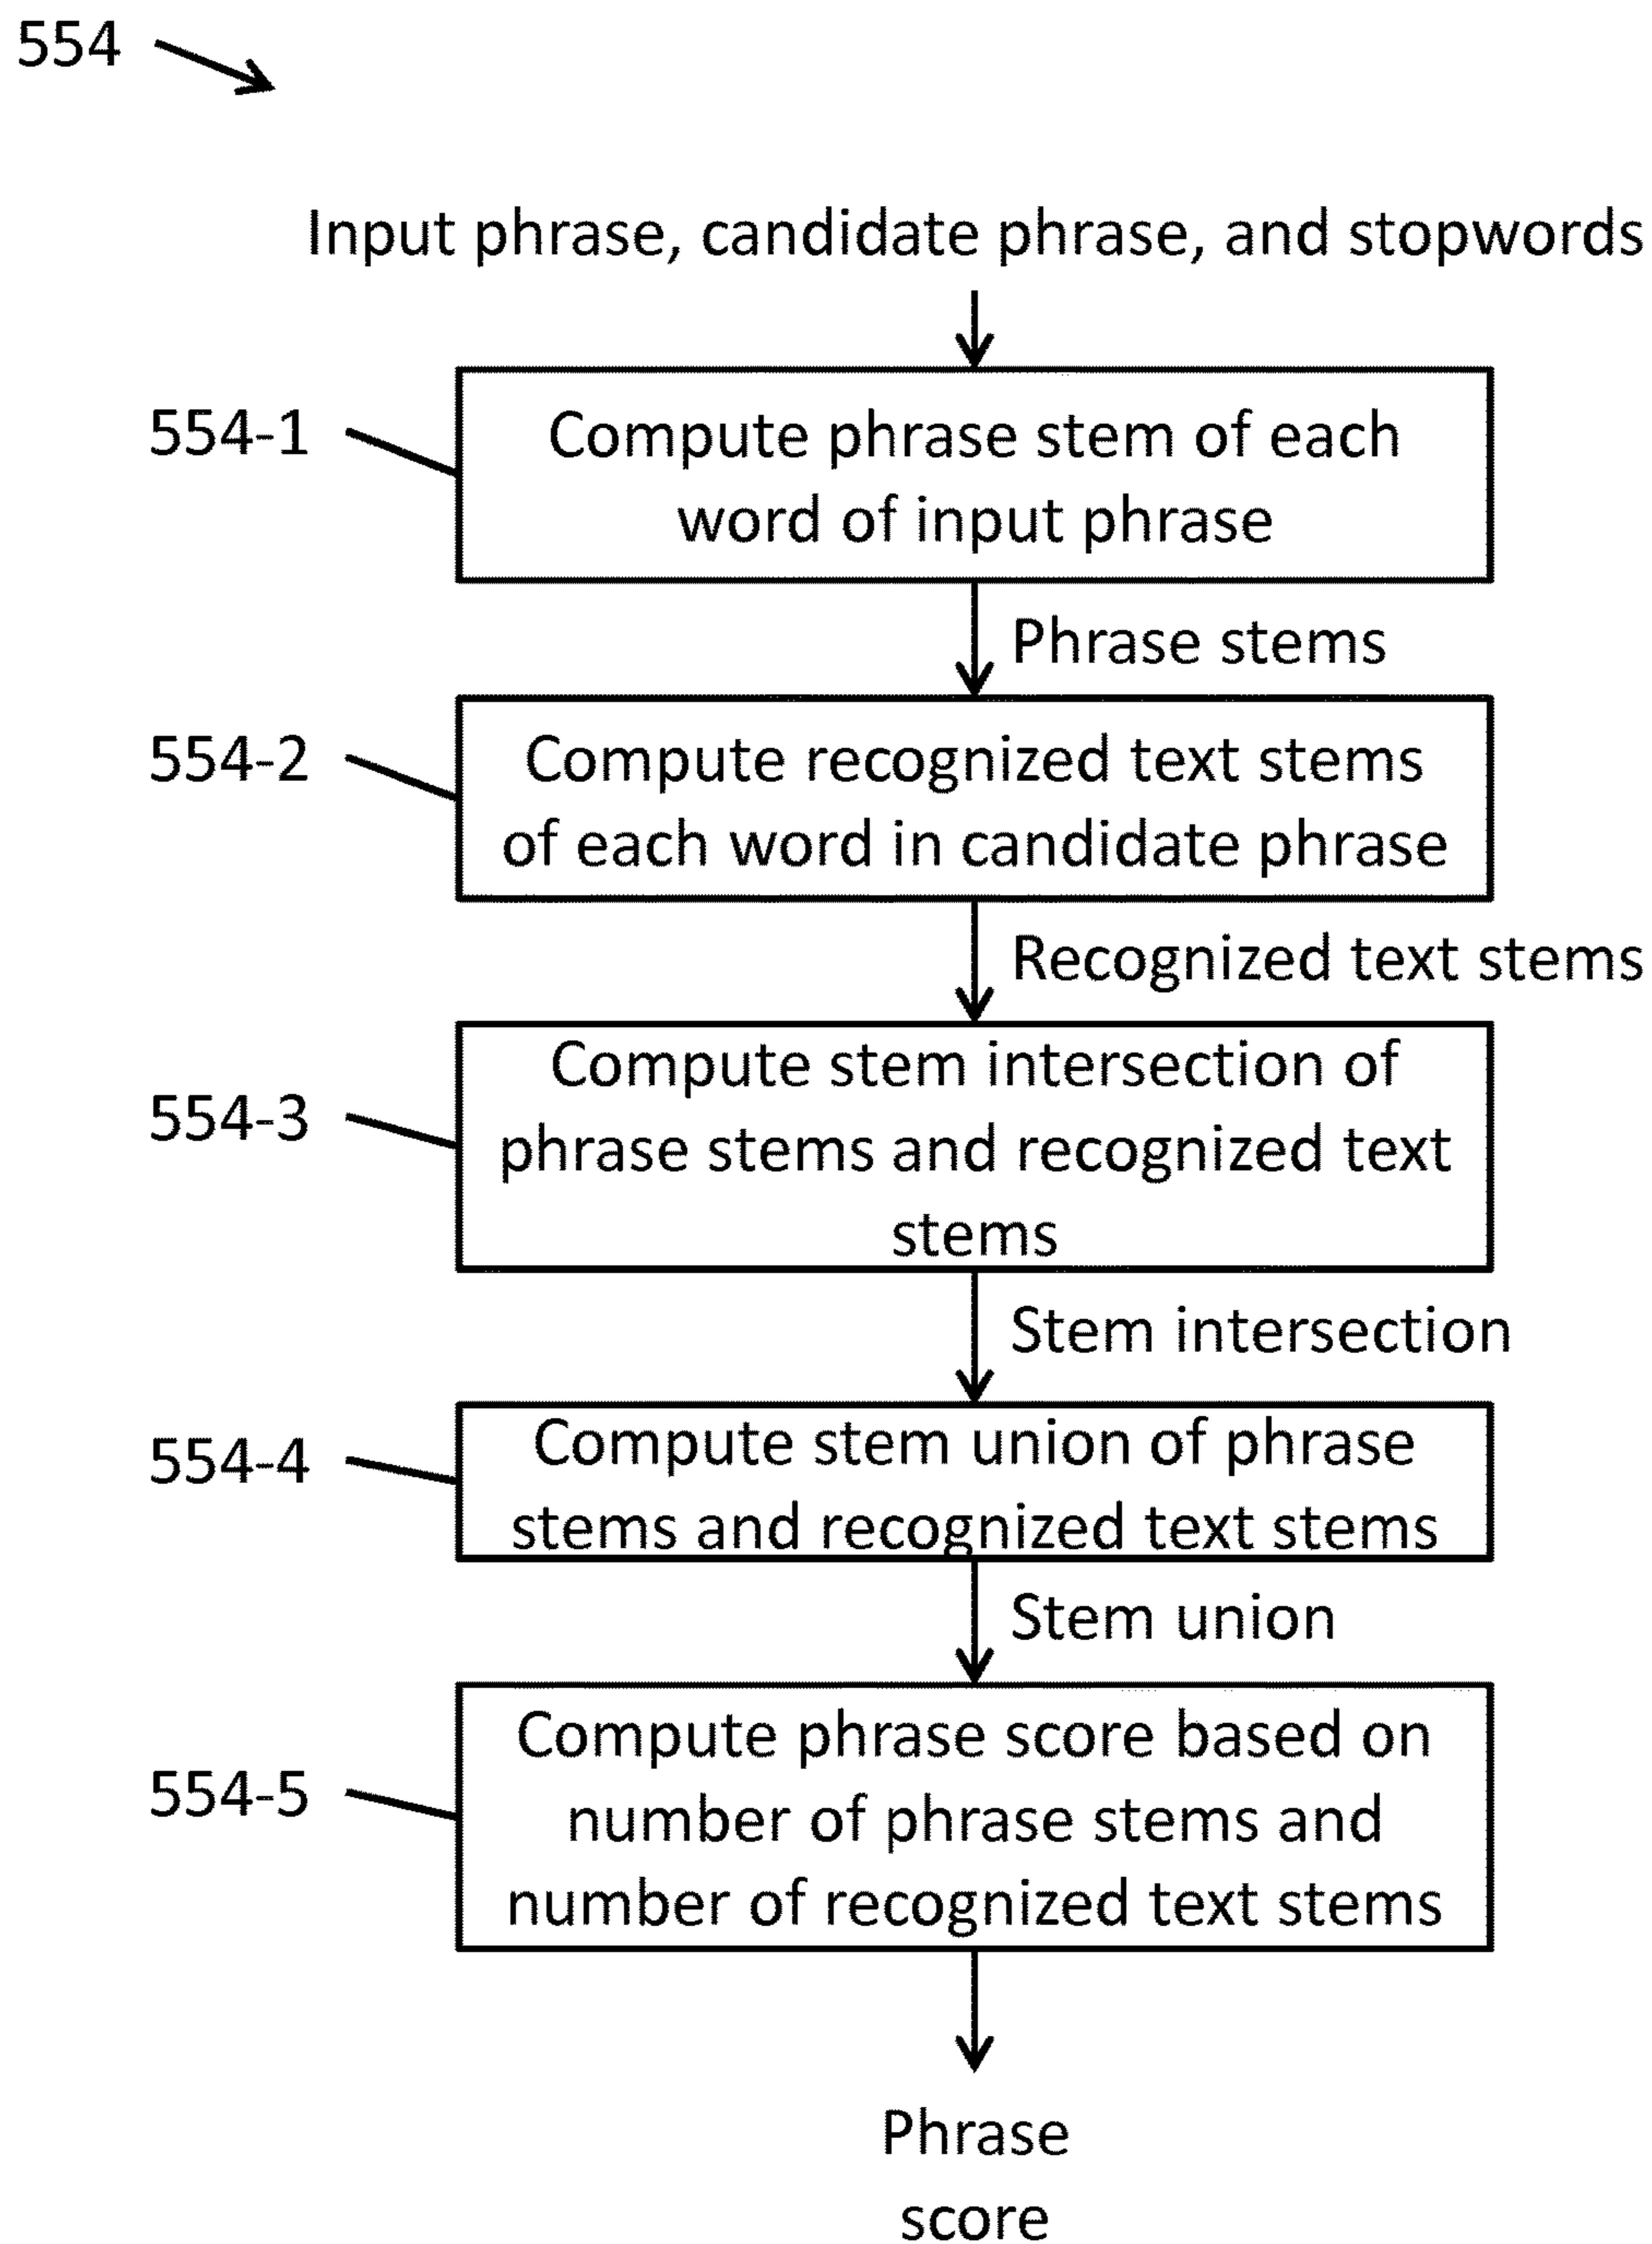 554
Input phrase, candidate phrase, and stopwords
554-1
Compute phrase stem of each
word of input phrase
Phrase stems
554-2
Compute recognized text stems
of each word in candidate phrase
Recognized text stems
554-3
Compute stem intersection of
phrase stems and recognized text
stems
Stem intersection
554-4
Compute stem union of phrase
stems and recognized text stems
Stem union
554-5
Compute phrase score based on
number of phrase stems and
number of recognized text stems
Phrase
score